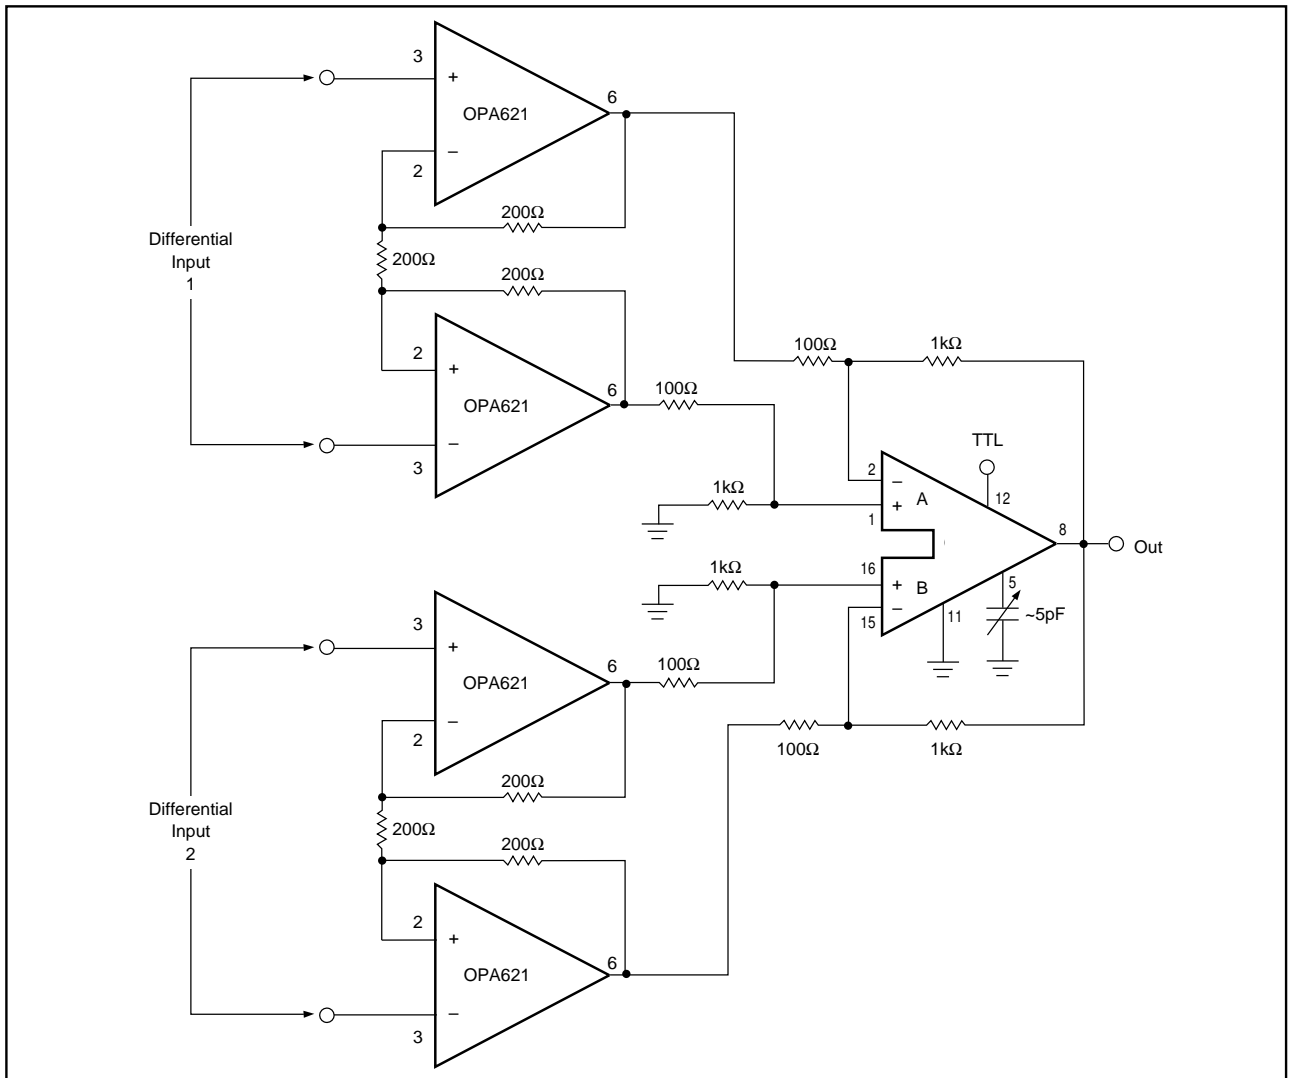 3
+
OPA621
6
−
2
200Ω
Differential
Input
1
200Ω
200Ω
2
+
OPA621
6
100Ω
−
3
100Ω
1kΩ
TTL
12
2
−
A
+
1
1kΩ
8
Out
1kΩ
16
+
B
−
15
5
11
~5pF
3
+
OPA621
6
100Ω
−
2
100Ω
1kΩ
200Ω
Differential
Input
2
200Ω
200Ω
2
+
OPA621
6
−
3